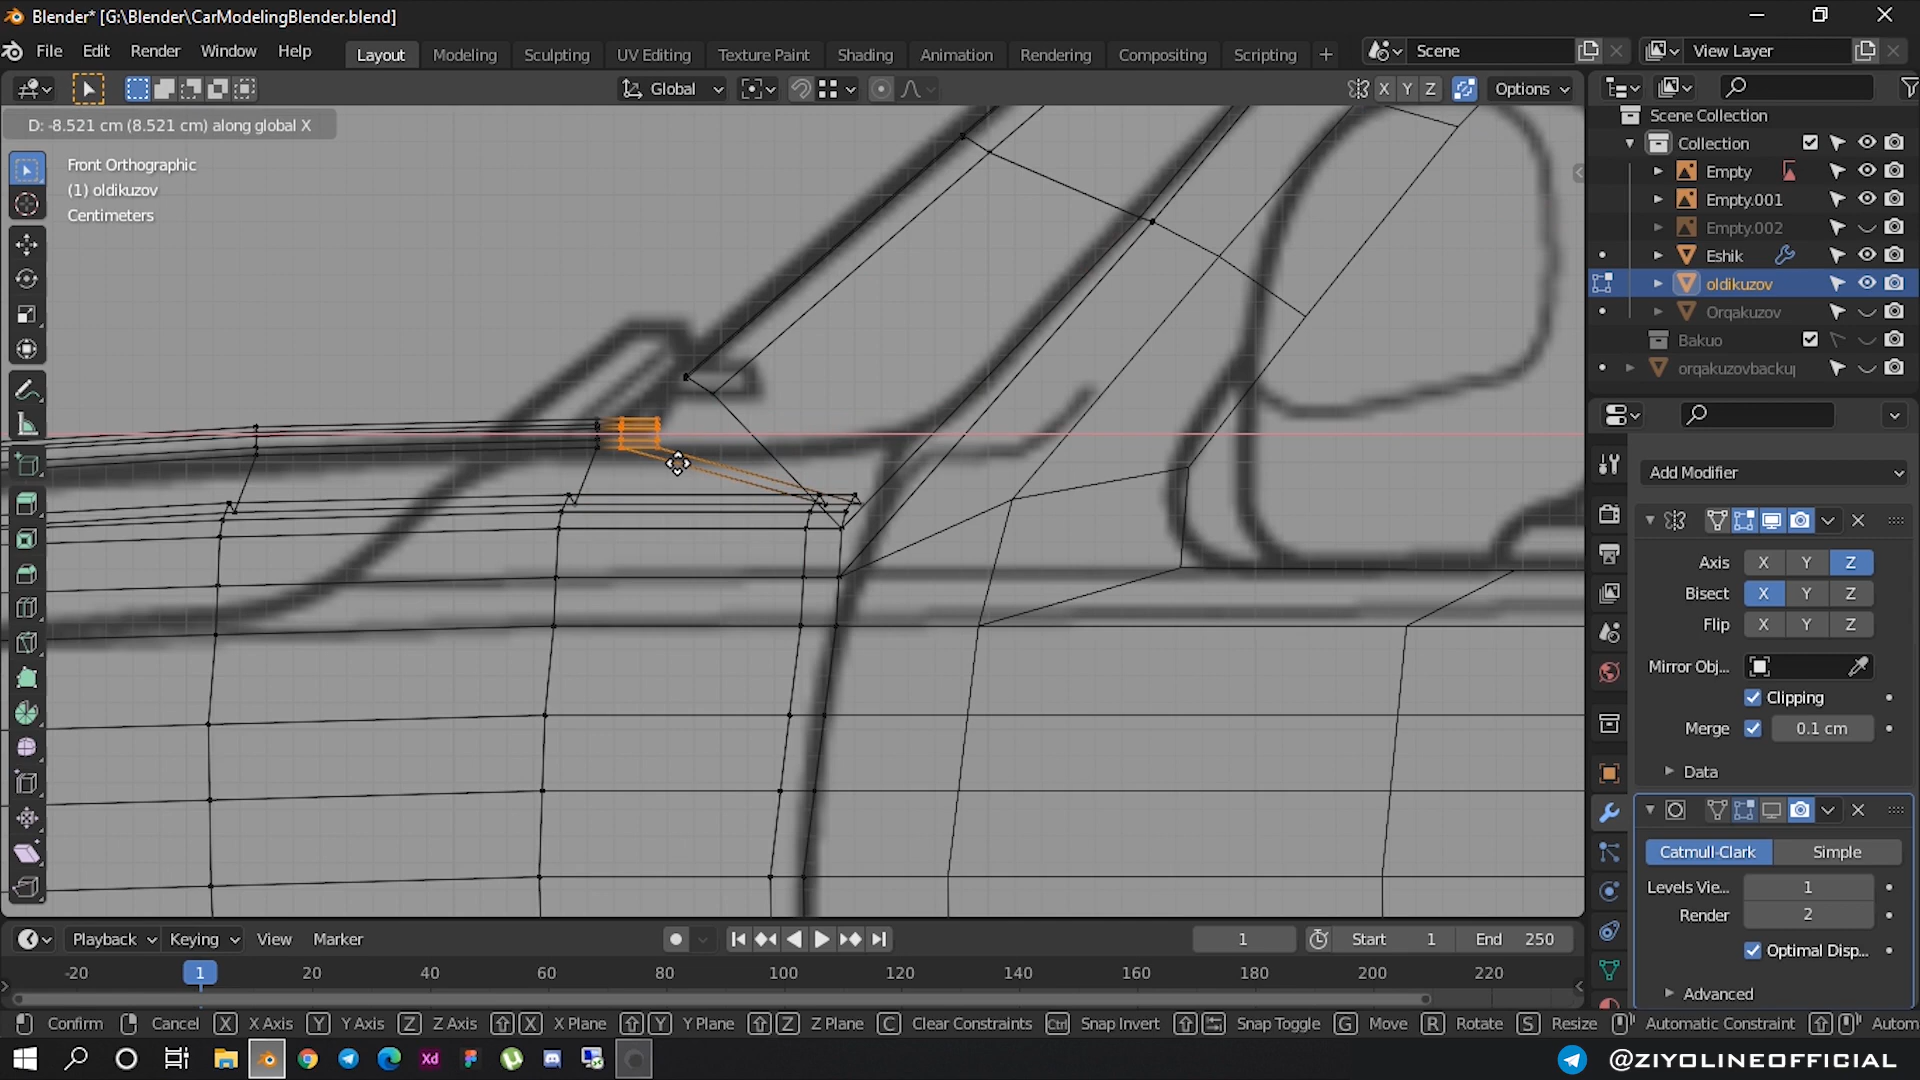 Blender* [G:\Blender\CarModelingBlender.blend]
File Edit Render Window Help Layout Modeling Sculpting UV Editing Texture Paint Shading Animation Rendering Compositing Scripting + Scene View Layer
Global X Y Z Options
D: -8.521 cm (8.521 cm) along global X
Front Orthographic
(1) oldikuzov
Centimeters
Scene Collection
Collection
Empty
Empty.001
Empty.002
Eshik
oldikuzov
Orqakuzov
Bakuo
orqakuzovbackup
Add Modifier
Axis X Y Z
Bisect X Y Z
Flip X Y Z
Mirror Obj...
Clipping
Merge 0.1 cm
Data
Catmull-Clark Simple
Levels Vie... 1
Render 2
Optimal Disp...
Advanced
Playback Keying View Marker 1 Start 1 End 250
-20 1 20 40 60 80 100 120 140 160 180 200 220
Confirm Cancel X X Axis Y Y Axis Z Z Axis X X Plane Y Y Plane Z Z Plane C Clear Constraints Ctrl Snap Invert Snap Toggle G Move R Rotate S Resize Automatic Constraint Autom
Xd @ZIYOLINEOFFICIAL